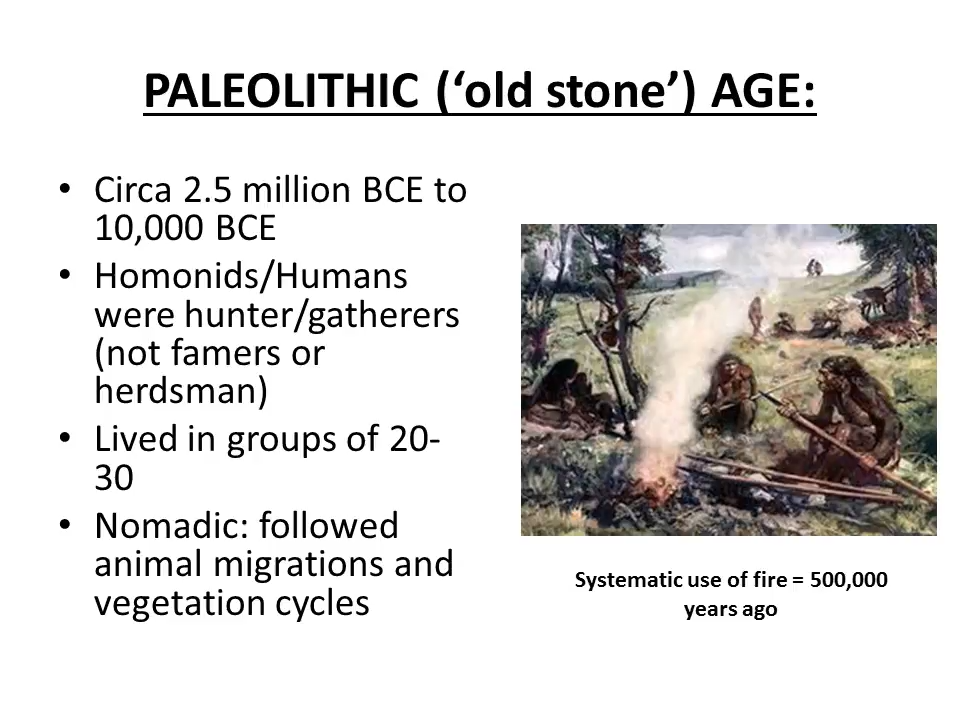 PALEOLITHIC (‘old stone’) AGE:
• Circa 2.5 million BCE to
10,000 BCE
• Homonids/Humans
were hunter/gatherers
(not famers or
herdsman)
• Lived in groups of 20-
30
• Nomadic: followed
animal migrations and
vegetation cycles
Systematic use of fire = 500,000
years ago